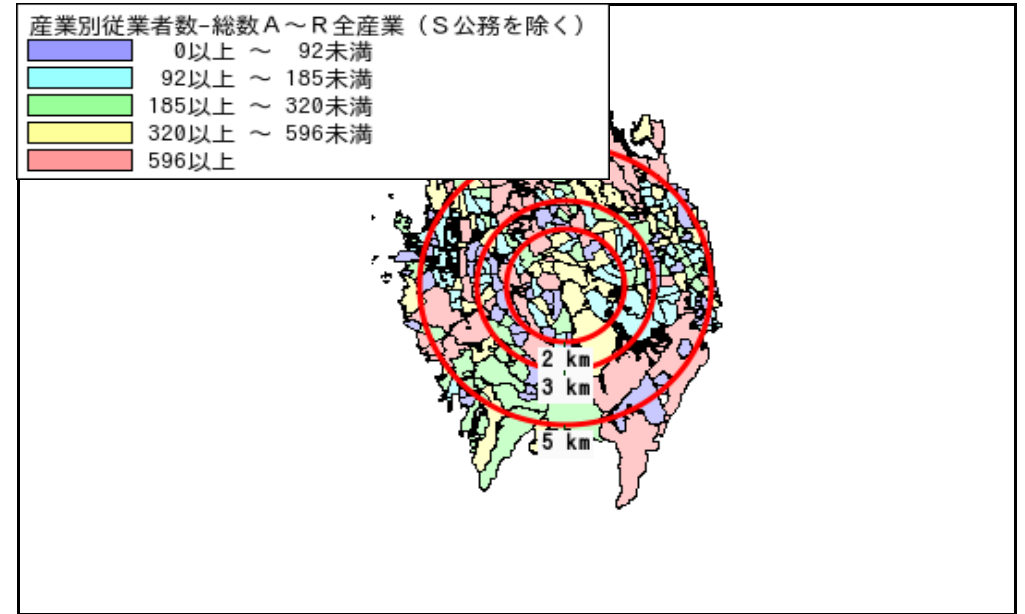 産業別従業者数-総数A～R全産業（S公務を除く）
0以上 ～ 92未満
92以上 ～ 185未満
185以上 ～ 320未満
320以上 ～ 596未満
596以上
2 km
3 km
5 km